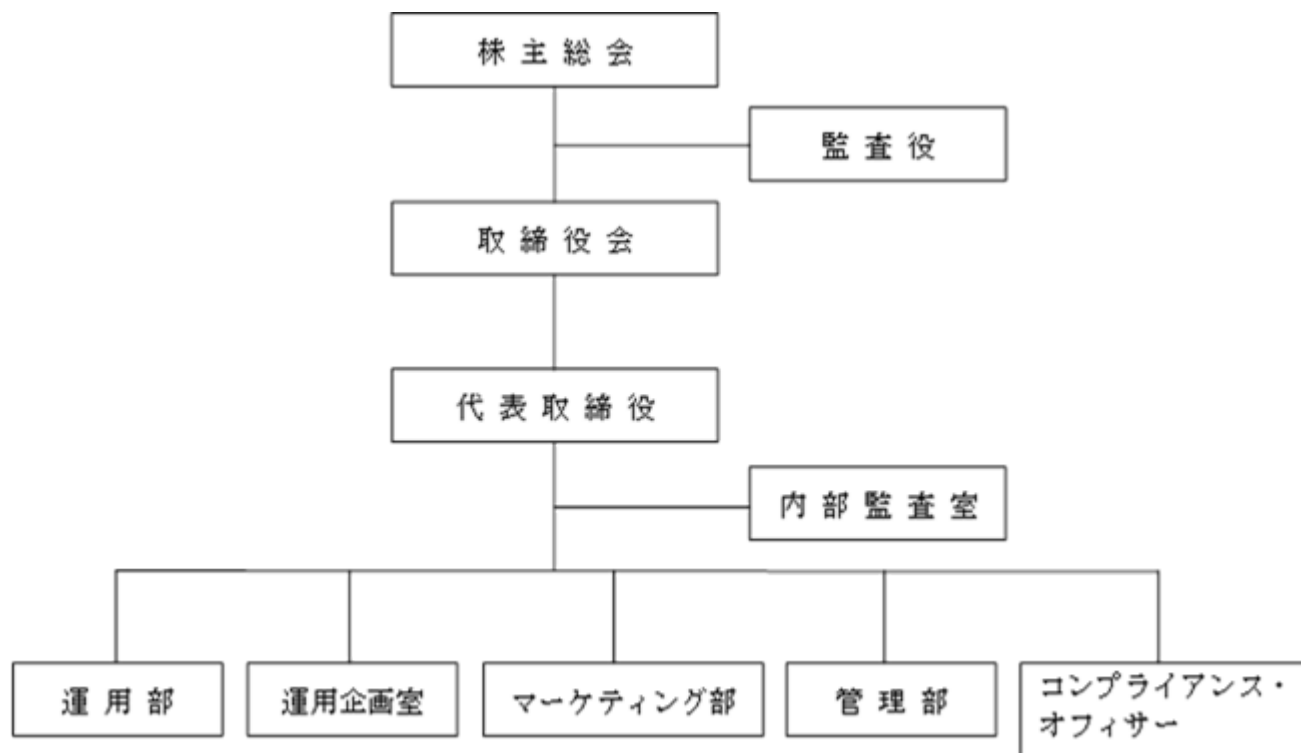 株主総会
監査役
取締役会
代表取締役
内部監査室
運用部
運用企画室
マーケティング部
管理部
コンプライアンス・
オフィサー